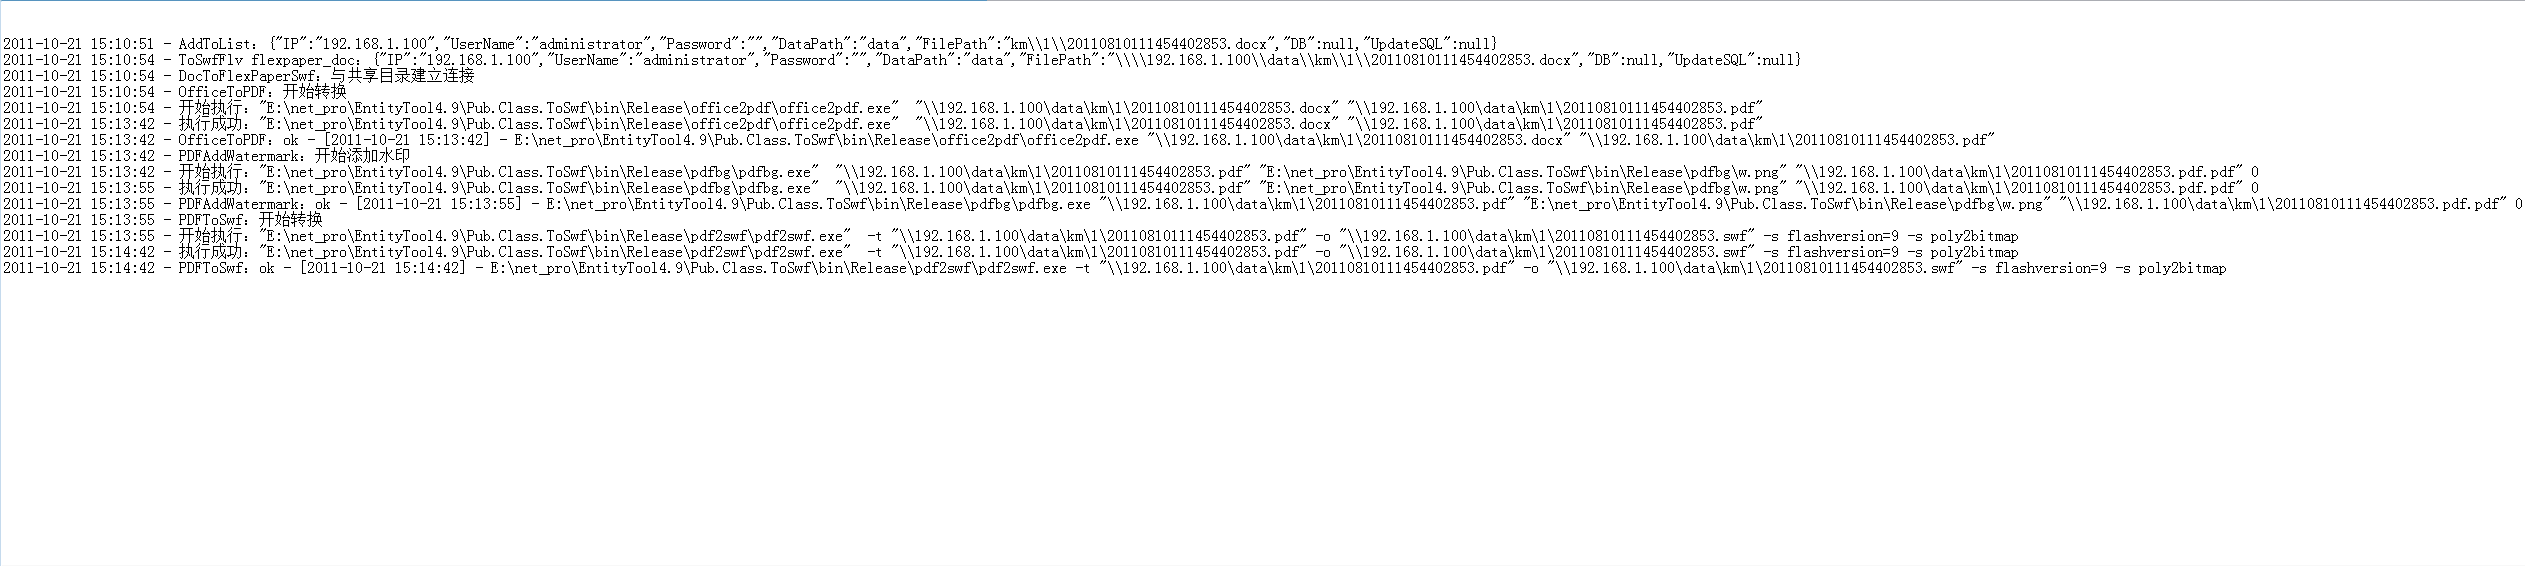 2011-10-21 15:10:51 - AddToList：{"IP":"192.168.1.100","UserName":"administrator","Password":"","DataPath":"data","FilePath":"km\\1\\20110810111454402853.docx","DB":null,"UpdateSQL":null}
2011-10-21 15:10:54 - ToSwfFlv flexpaper_doc：{"IP":"192.168.1.100","UserName":"administrator","Password":"","DataPath":"data","FilePath":"\\\\192.168.1.100\\data\\km\\1\\20110810111454402853.docx","DB":null,"UpdateSQL":null}
2011-10-21 15:10:54 - DocToFlexPaperSwf：与共享目录建立连接
2011-10-21 15:10:54 - OfficeToPDF：开始转换
2011-10-21 15:10:54 - 开始执行："E:\net_pro\EntityTool4.9\Pub.Class.ToSwf\bin\Release\office2pdf\office2pdf.exe"  "\\192.168.1.100\data\km\1\20110810111454402853.docx" "\\192.168.1.100\data\km\1\20110810111454402853.pdf"
2011-10-21 15:13:42 - 执行成功："E:\net_pro\EntityTool4.9\Pub.Class.ToSwf\bin\Release\office2pdf\office2pdf.exe"  "\\192.168.1.100\data\km\1\20110810111454402853.docx" "\\192.168.1.100\data\km\1\20110810111454402853.pdf"
2011-10-21 15:13:42 - OfficeToPDF：ok - [2011-10-21 15:13:42] - E:\net_pro\EntityTool4.9\Pub.Class.ToSwf\bin\Release\office2pdf\office2pdf.exe "\\192.168.1.100\data\km\1\20110810111454402853.docx" "\\192.168.1.100\data\km\1\20110810111454402853.pdf"
2011-10-21 15:13:42 - PDFAddWatermark：开始添加水印
2011-10-21 15:13:42 - 开始执行："E:\net_pro\EntityTool4.9\Pub.Class.ToSwf\bin\Release\pdfbg\pdfbg.exe"  "\\192.168.1.100\data\km\1\20110810111454402853.pdf" "E:\net_pro\EntityTool4.9\Pub.Class.ToSwf\bin\Release\pdfbg\w.png" "\\192.168.1.100\data\km\1\20110810111454402853.pdf.pdf" 0
2011-10-21 15:13:55 - 执行成功："E:\net_pro\EntityTool4.9\Pub.Class.ToSwf\bin\Release\pdfbg\pdfbg.exe"  "\\192.168.1.100\data\km\1\20110810111454402853.pdf" "E:\net_pro\EntityTool4.9\Pub.Class.ToSwf\bin\Release\pdfbg\w.png" "\\192.168.1.100\data\km\1\20110810111454402853.pdf.pdf" 0
2011-10-21 15:13:55 - PDFAddWatermark：ok - [2011-10-21 15:13:55] - E:\net_pro\EntityTool4.9\Pub.Class.ToSwf\bin\Release\pdfbg\pdfbg.exe "\\192.168.1.100\data\km\1\20110810111454402853.pdf" "E:\net_pro\EntityTool4.9\Pub.Class.ToSwf\bin\Release\pdfbg\w.png" "\\192.168.1.100\data\km\1\20110810111454402853.pdf.pdf" 0
2011-10-21 15:13:55 - PDFToSwf：开始转换
2011-10-21 15:13:55 - 开始执行："E:\net_pro\EntityTool4.9\Pub.Class.ToSwf\bin\Release\pdf2swf\pdf2swf.exe"  -t "\\192.168.1.100\data\km\1\20110810111454402853.pdf" -o "\\192.168.1.100\data\km\1\20110810111454402853.swf" -s flashversion=9 -s poly2bitmap
2011-10-21 15:14:42 - 执行成功："E:\net_pro\EntityTool4.9\Pub.Class.ToSwf\bin\Release\pdf2swf\pdf2swf.exe"  -t "\\192.168.1.100\data\km\1\20110810111454402853.pdf" -o "\\192.168.1.100\data\km\1\20110810111454402853.swf" -s flashversion=9 -s poly2bitmap
2011-10-21 15:14:42 - PDFToSwf：ok - [2011-10-21 15:14:42] - E:\net_pro\EntityTool4.9\Pub.Class.ToSwf\bin\Release\pdf2swf\pdf2swf.exe -t "\\192.168.1.100\data\km\1\20110810111454402853.pdf" -o "\\192.168.1.100\data\km\1\20110810111454402853.swf" -s flashversion=9 -s poly2bitmap